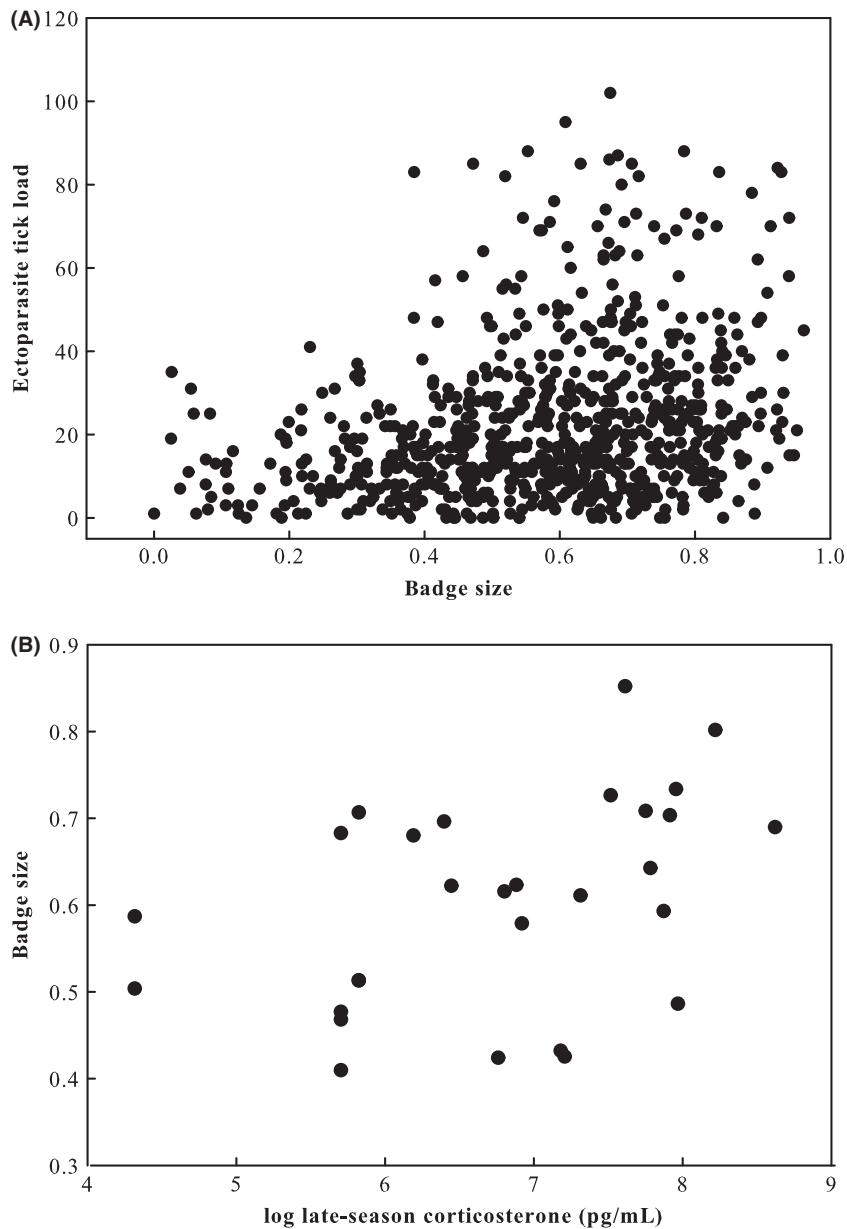 (A)
120
100
80
60
40
20
0
Ectoparasite tick load
0.0 0.2 0.4 0.6 0.8 1.0
Badge size
(B)
0.9
0.8
0.7
0.6
0.5
0.4
0.3
Badge size
4 5 6 7 8 9
log late-season corticosterone (pg/mL)